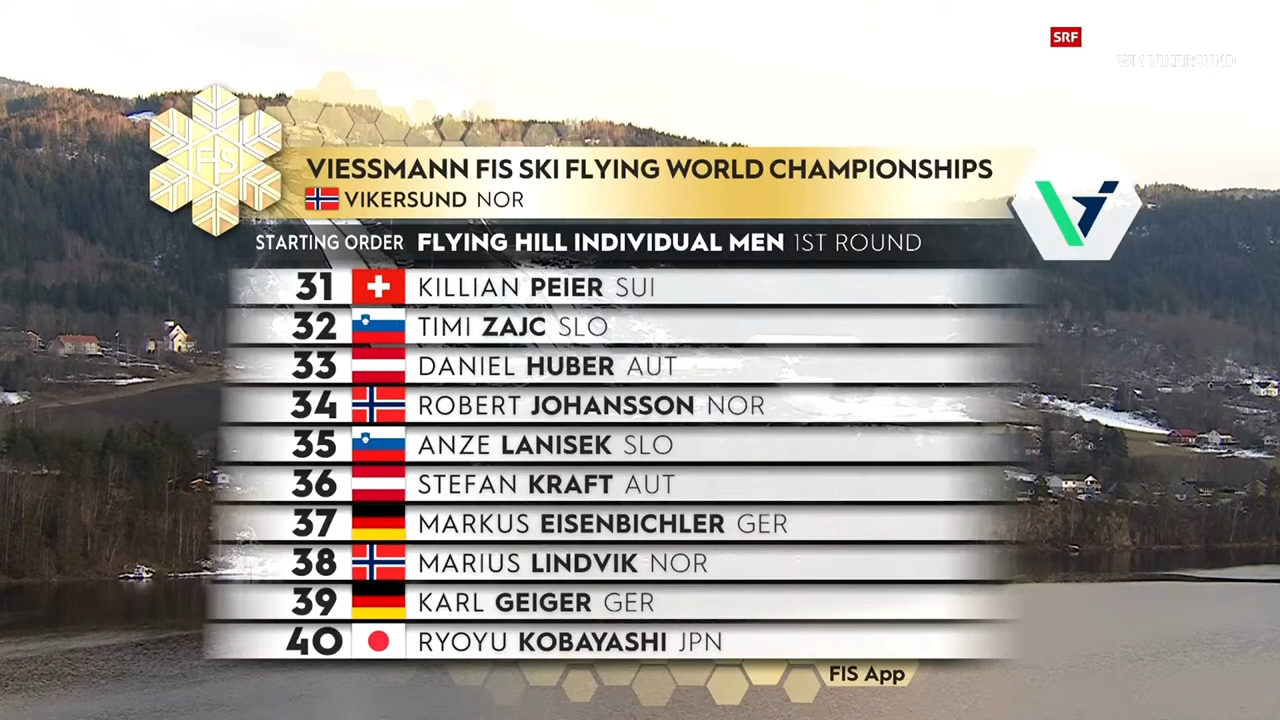 SRF
WM VIKERSUND
FIS
VIESSMANN FIS SKI FLYING WORLD CHAMPIONSHIPS
VIKERSUND NOR
STARTING ORDER FLYING HILL INDIVIDUAL MEN 1ST ROUND
31 KILLIAN PEIER SUI
32 TIMI ZAJC SLO
33 DANIEL HUBER AUT
34 ROBERT JOHANSSON NOR
35 ANZE LANISEK SLO
36 STEFAN KRAFT AUT
37 MARKUS EISENBICHLER GER
38 MARIUS LINDVIK NOR
39 KARL GEIGER GER
40 RYOYU KOBAYASHI JPN
FIS App